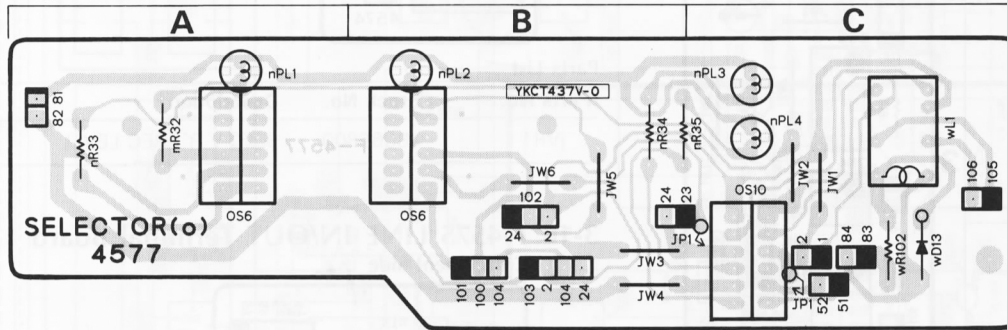 A B C
nPL1
nPL2
nPL3
nPL4
YKCT437V-0
wL1
82 81
nR33
mR32
nR34
nR35
OS6
OS6
OS10
JW6
JW5
JW2
JW1
102
24 2
24 23
JP1
106 105
SELECTOR(o)
4577
101 100 104
103 2 104 24
JW3
JW4
2 1
84 83
JP1
52 51
wR102
wD13
F-4577